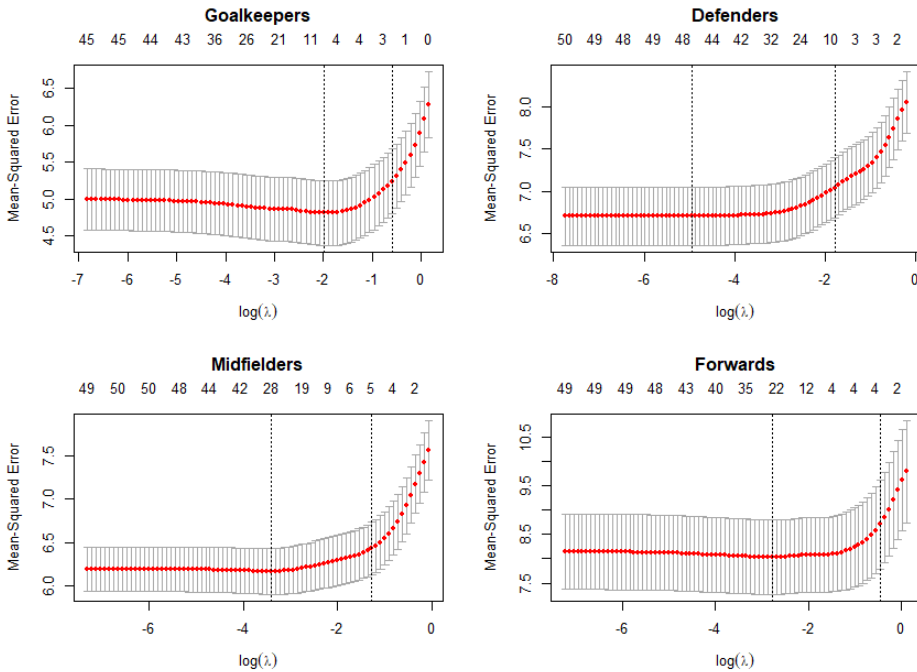 Goalkeepers
45 45 44 43 36 26 21 11 4 4 3 1 0
Mean-Squared Error
6.5
6.0
5.5
5.0
4.5
-7 -6 -5 -4 -3 -2 -1 0
log(λ)
Defenders
50 49 48 49 48 44 42 32 24 10 3 3 2
Mean-Squared Error
8.0
7.5
7.0
6.5
-8 -6 -4 -2 0
log(λ)
Midfielders
49 50 50 48 44 42 28 19 9 6 5 4 2
Mean-Squared Error
7.5
7.0
6.5
6.0
-6 -4 -2 0
log(λ)
Forwards
49 49 49 48 43 40 35 22 12 4 4 4 2
Mean-Squared Error
10.5
9.5
8.5
7.5
-6 -4 -2 0
log(λ)